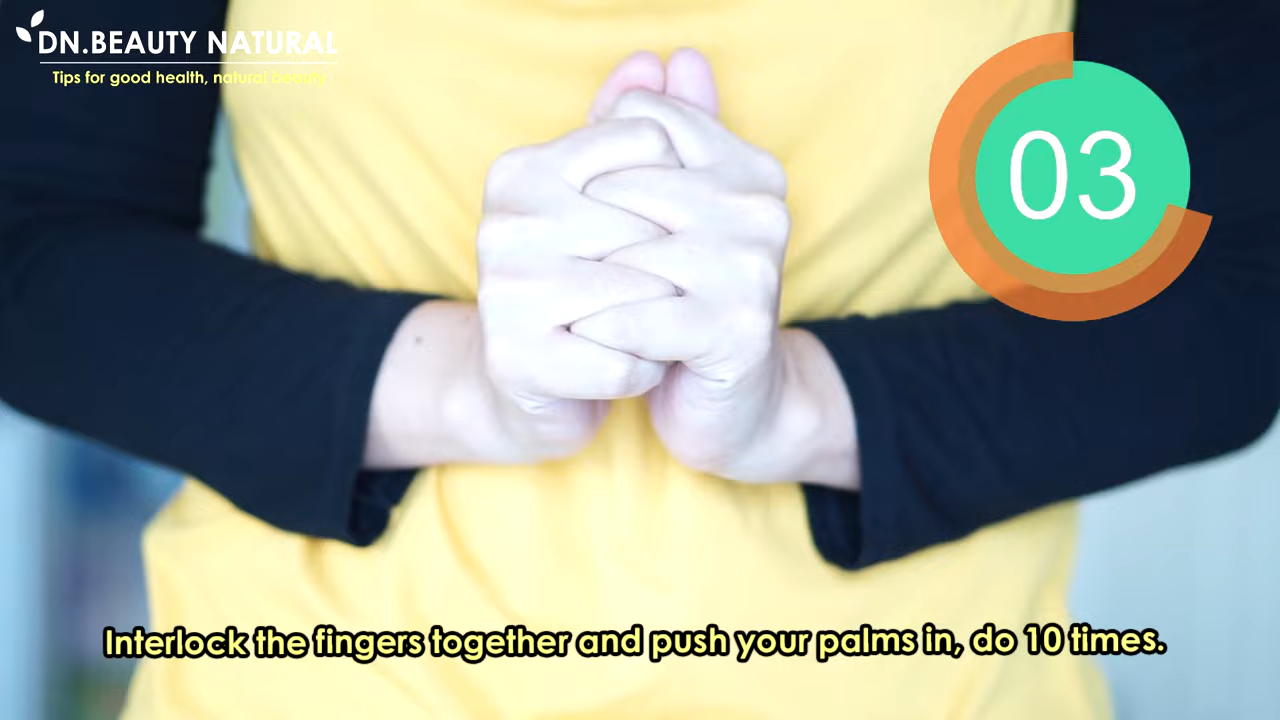 DN.BEAUTY NATURAL
Tips for good health, natural beauty
03
Interlock the fingers together and push your palms in, do 10 times.